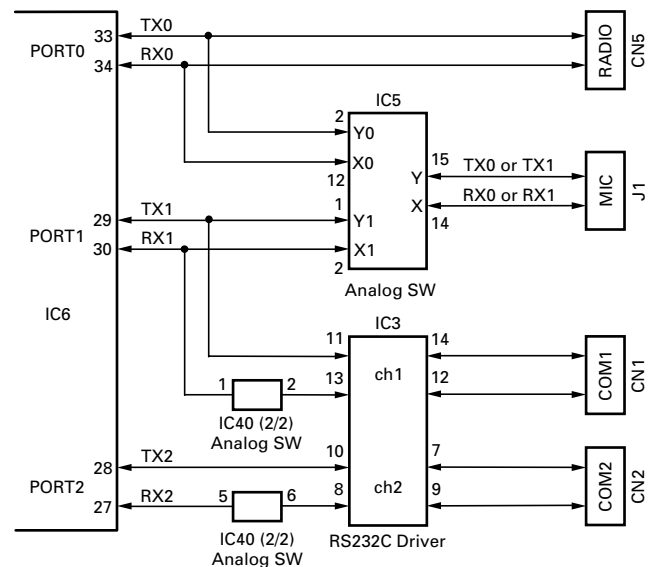 TX0
33
PORT0
RX0
34
RADIO
CN5
IC5
2
Y0
X0
12
15
Y
TX0 or TX1
MIC
J1
1
TX1
29
Y1
X
RX0 or RX1
14
PORT1
RX1
30
X1
2
Analog SW
IC6
IC3
11
14
ch1
COM1
CN1
1
2
13
12
IC40 (2/2)
Analog SW
TX2
28
10
7
PORT2
RX2
27
5
6
8
ch2
9
COM2
CN2
IC40 (2/2)
Analog SW
RS232C Driver